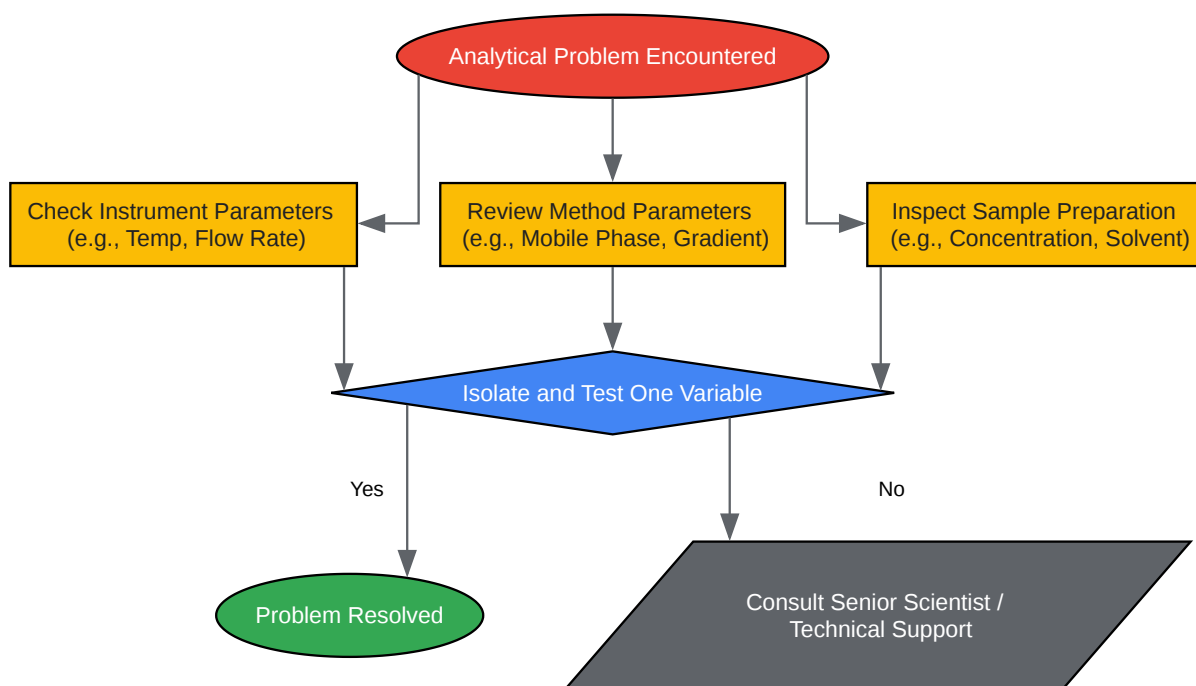 Analytical Problem Encountered
Check Instrument Parameters
(e.g., Temp, Flow Rate)
Review Method Parameters
(e.g., Mobile Phase, Gradient)
Inspect Sample Preparation
(e.g., Concentration, Solvent)
Isolate and Test One Variable
Yes
No
Problem Resolved
Consult Senior Scientist /
Technical Support